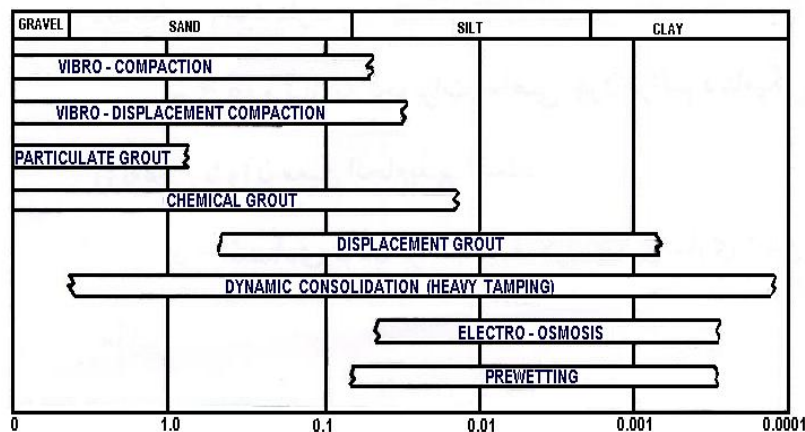 GRAVEL SAND SILT CLAY
VIBRO - COMPACTION
VIBRO - DISPLACEMENT COMPACTION
PARTICULATE GROUT
CHEMICAL GROUT
DISPLACEMENT GROUT
DYNAMIC CONSOLIDATION (HEAVY TAMPING)
ELECTRO - OSMOSIS
PREWETTING
0 1.0 0.1 0.01 0.001 0.0001